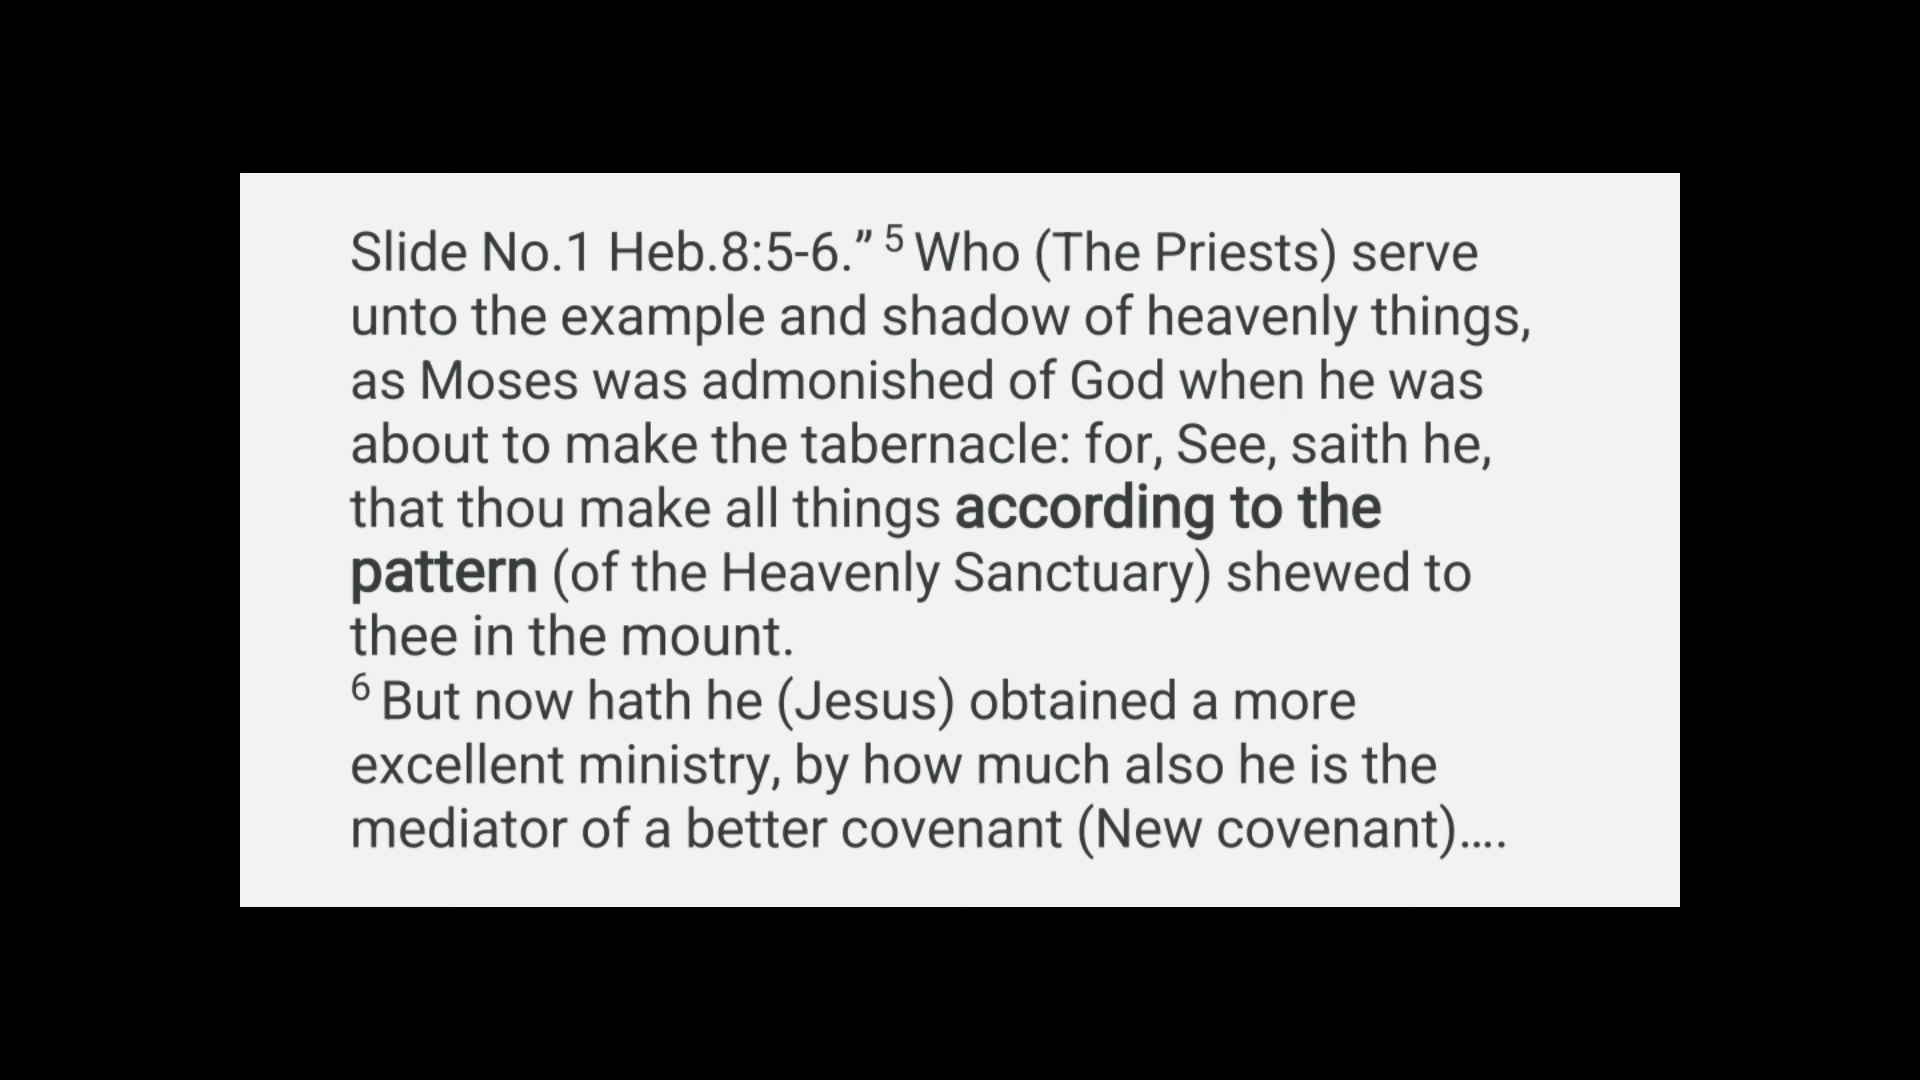 Slide No.1 Heb.8:5-6.” ⁵ Who (The Priests) serve
unto the example and shadow of heavenly things,
as Moses was admonished of God when he was
about to make the tabernacle: for, See, saith he,
that thou make all things according to the
pattern (of the Heavenly Sanctuary) shewed to
thee in the mount.
⁶ But now hath he (Jesus) obtained a more
excellent ministry, by how much also he is the
mediator of a better covenant (New covenant)....